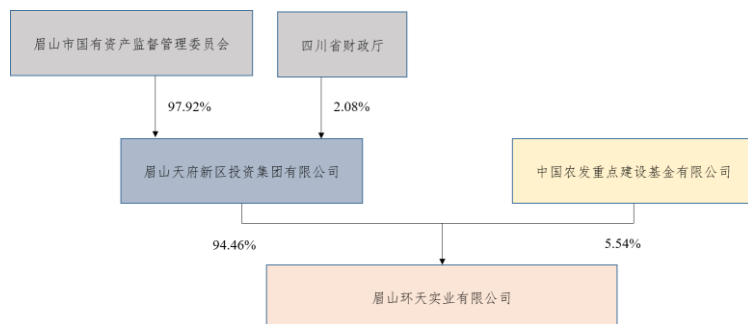 眉山市国有资产监督管理委员会
四川省财政厅
97.92%
2.08%
眉山天府新区投资集团有限公司
中国农发重点建设基金有限公司
94.46%
5.54%
眉山环天实业有限公司